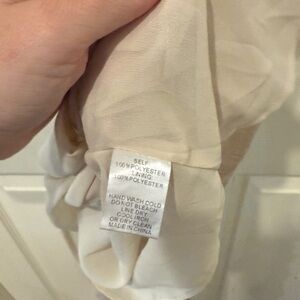 SELF:
100%POLYESTER
LINING:
100%POLYESTER
HAND WASH COLD
DO NOT BLEACH
LINE DRY
COOL IRON
OR DRY CLEAN
MADE IN CHINA